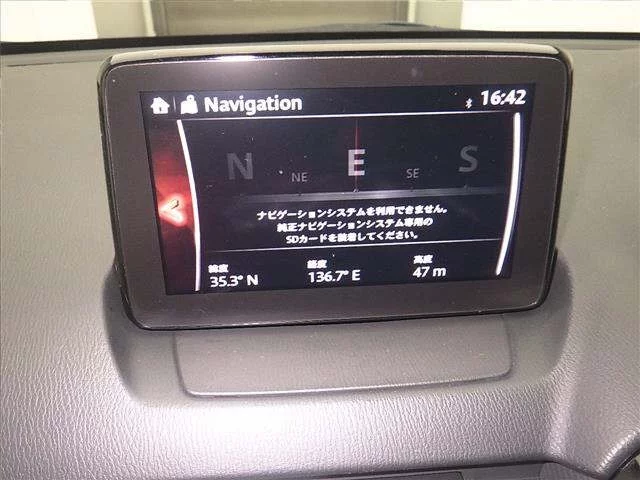 Navigation
16:42
N NE E SE S
ナビゲーションシステムを利用できません。
純正ナビゲーションシステム専用の
SDカードを装着してください。
緯度 経度 高度
35.3° N 136.7° E 47 m